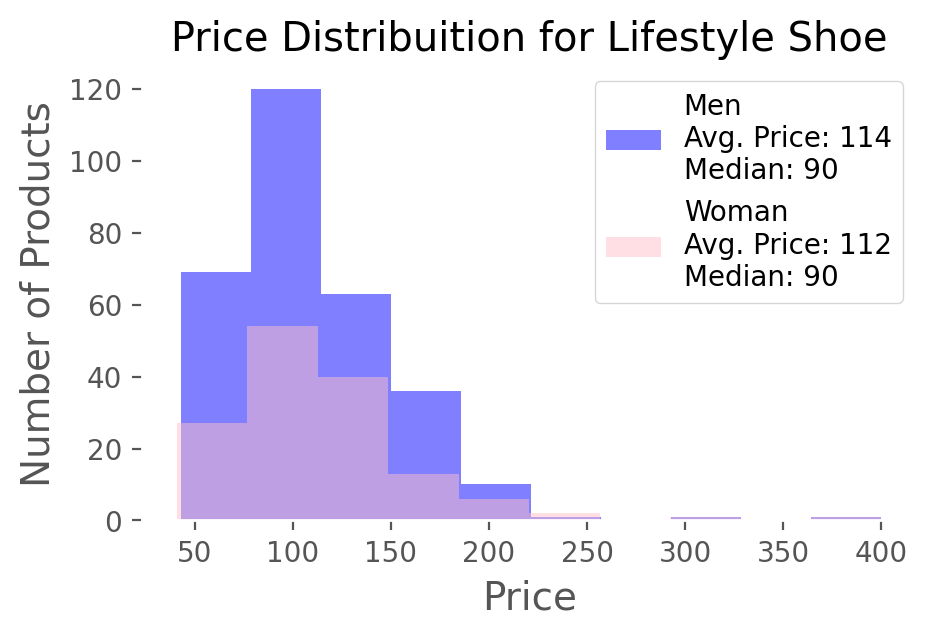 Price Distribuition for Lifestyle Shoe
Number of Products
120
100
80
60
40
20
0
Men
Avg. Price: 114
Median: 90
Woman
Avg. Price: 112
Median: 90
50 100 150 200 250 300 350 400
Price